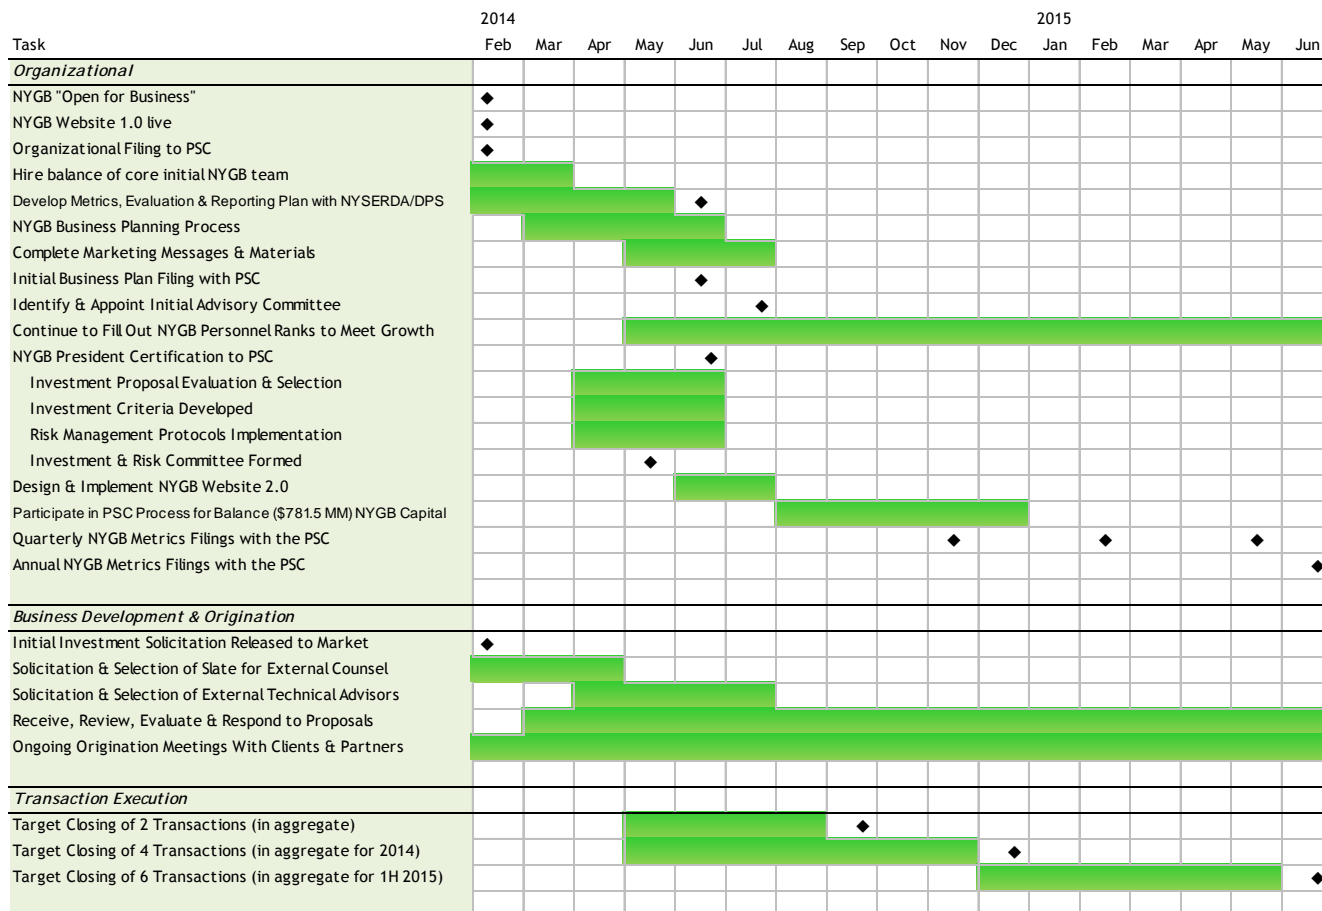 2014 2015
Task Feb Mar Apr May Jun Jul Aug Sep Oct Nov Dec Jan Feb Mar Apr May Jun
Organizational
NYGB "Open for Business"
NYGB Website 1.0 live
Organizational Filing to PSC
Hire balance of core initial NYGB team
Develop Metrics, Evaluation & Reporting Plan with NYSERDA/DPS
NYGB Business Planning Process
Complete Marketing Messages & Materials
Initial Business Plan Filing with PSC
Identify & Appoint Initial Advisory Committee
Continue to Fill Out NYGB Personnel Ranks to Meet Growth
NYGB President Certification to PSC
Investment Proposal Evaluation & Selection
Investment Criteria Developed
Risk Management Protocols Implementation
Investment & Risk Committee Formed
Design & Implement NYGB Website 2.0
Participate in PSC Process for Balance ($781.5 MM) NYGB Capital
Quarterly NYGB Metrics Filings with the PSC
Annual NYGB Metrics Filings with the PSC
Business Development & Origination
Initial Investment Solicitation Released to Market
Solicitation & Selection of Slate for External Counsel
Solicitation & Selection of External Technical Advisors
Receive, Review, Evaluate & Respond to Proposals
Ongoing Origination Meetings With Clients & Partners
Transaction Execution
Target Closing of 2 Transactions (in aggregate)
Target Closing of 4 Transactions (in aggregate for 2014)
Target Closing of 6 Transactions (in aggregate for 1H 2015)